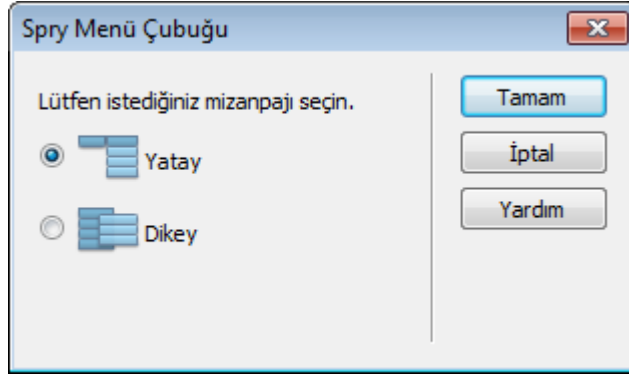 Spry Menü Çubuğu
Lütfen istediğiniz mizanpajı seçin.
Yatay
Dikey
Tamam
İptal
Yardım